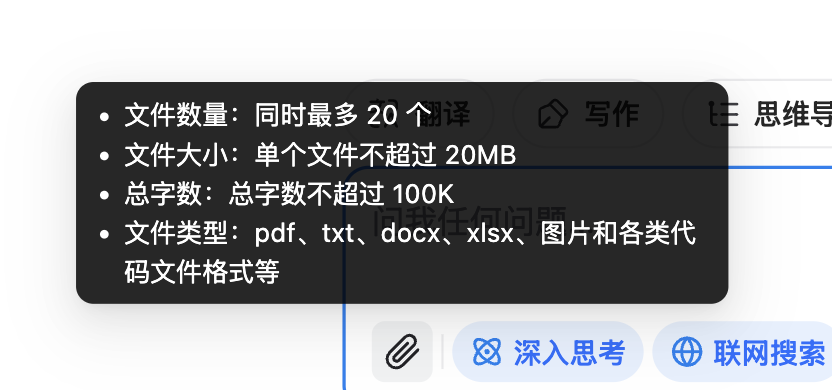 翻译
写作
思维导
文件数量：同时最多 20 个
文件大小：单个文件不超过 20MB
总字数：总字数不超过 100K
文件类型：pdf、txt、docx、xlsx、图片和各类代
码文件格式等
问我任何问题
深入思考
联网搜索